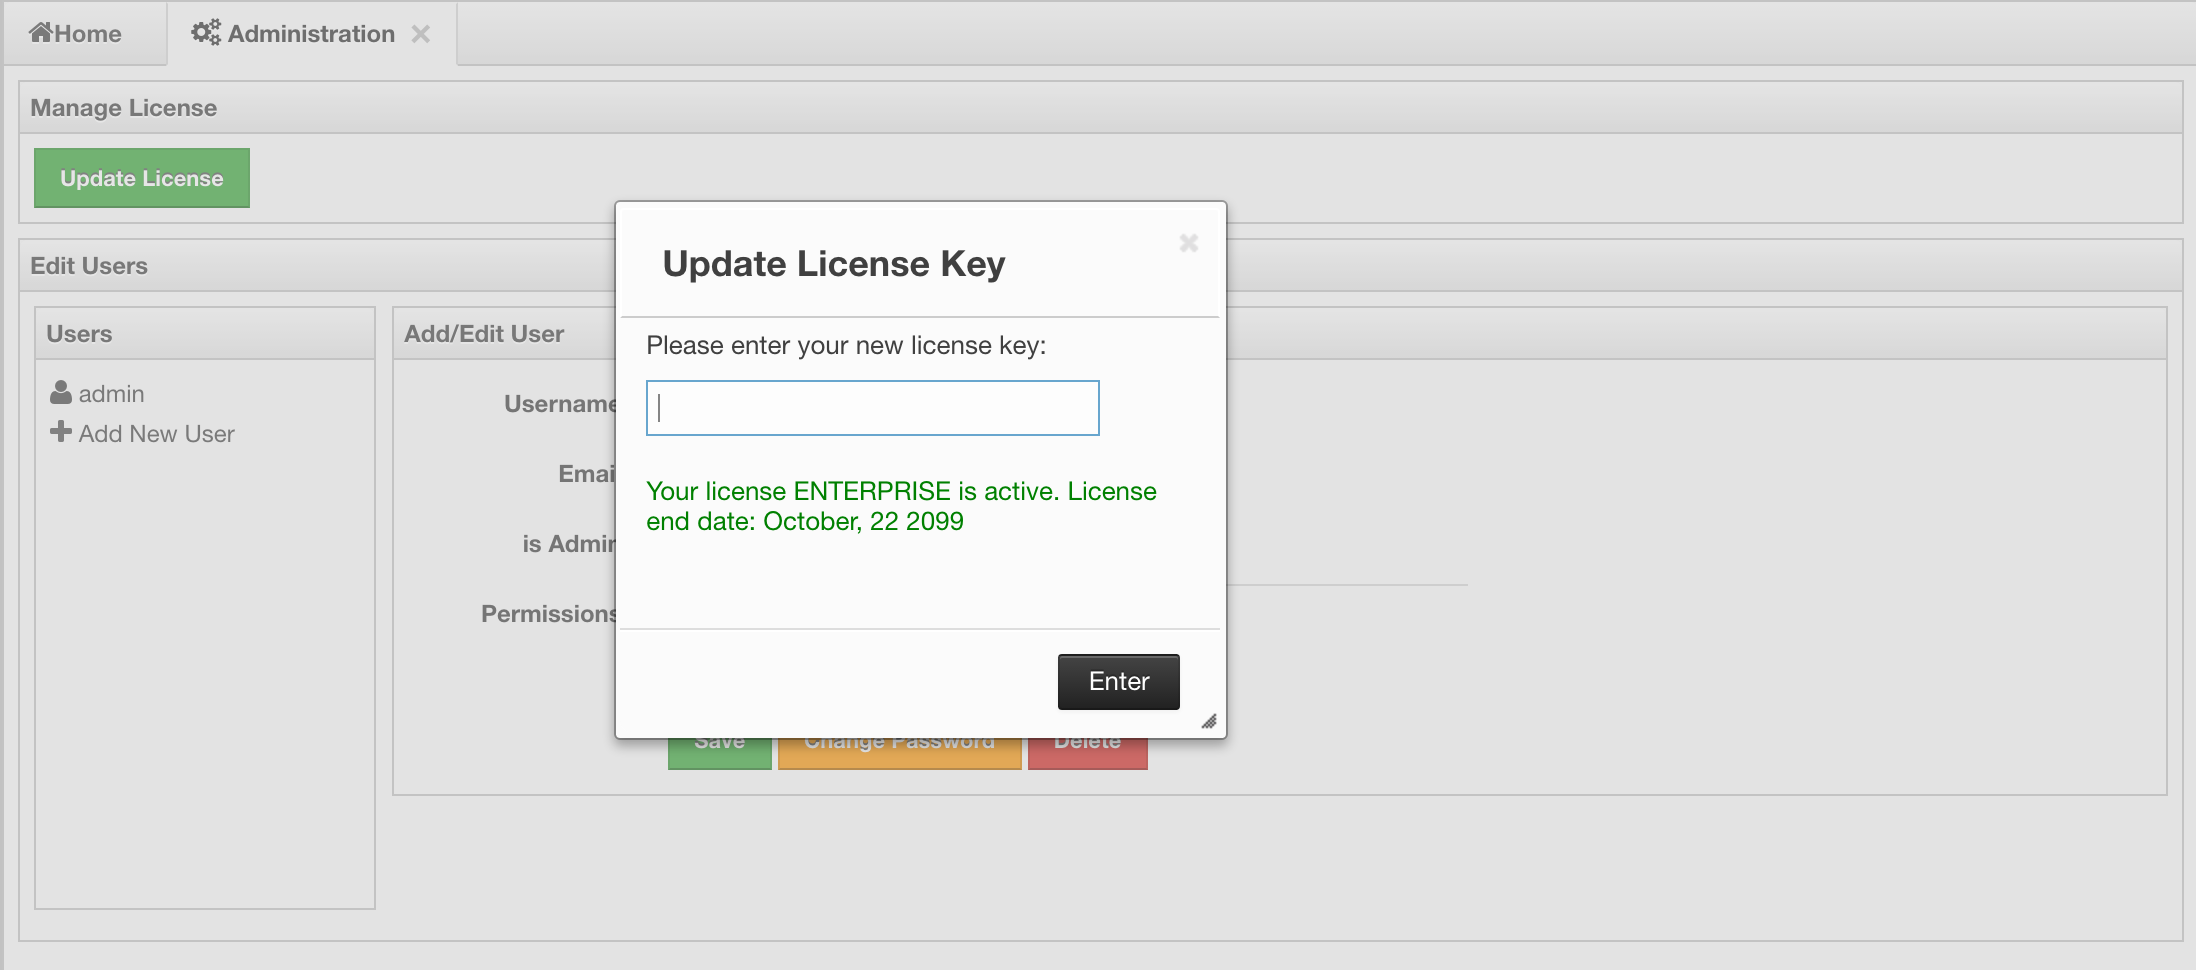 Home
Administration
Manage License
Update License
Edit Users
Users
admin
Add New User
Add/Edit User
Username
Emai
is Admin
Permissions
Update License Key
Please enter your new license key:
Your license ENTERPRISE is active. License
end date: October, 22 2099
Enter
Save
Change Password
Delete